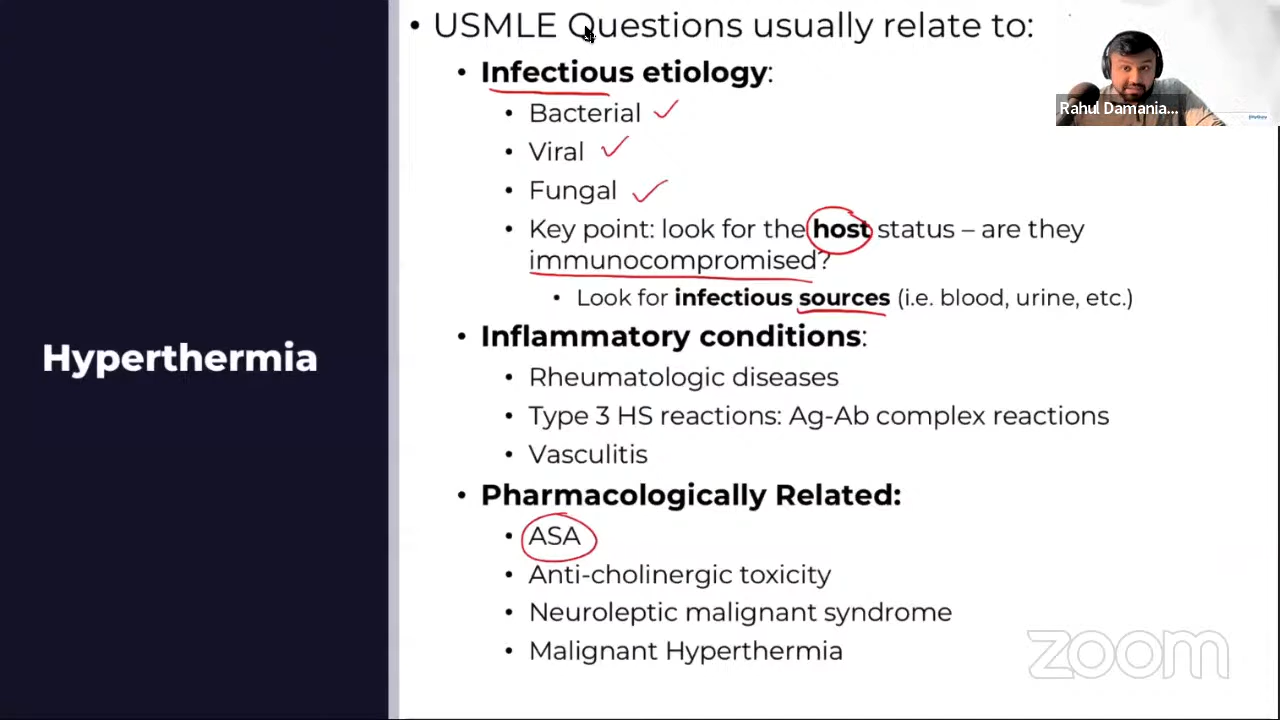 • USMLE Questions usually relate to:
• Infectious etiology:
• Bacterial
• Viral
• Fungal
• Key point: look for the host status – are they
immunocompromised?
• Look for infectious sources (i.e. blood, urine, etc.)
• Inflammatory conditions:
• Rheumatologic diseases
• Type 3 HS reactions: Ag-Ab complex reactions
• Vasculitis
• Pharmacologically Related:
• ASA
• Anti-cholinergic toxicity
• Neuroleptic malignant syndrome
• Malignant Hyperthermia
Hyperthermia
Rahul Damania...
zoom